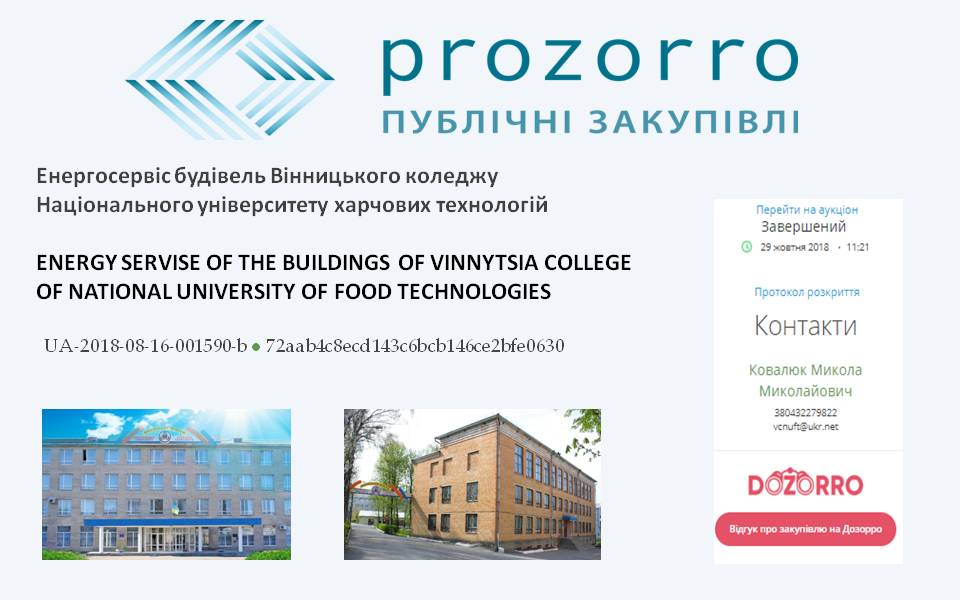 prozorro
ПУБЛІЧНІ ЗАКУПІВЛІ
Енергосервіс будівель Вінницького коледжу
Національного університету харчових технологій
ENERGY SERVISE OF THE BUILDINGS OF VINNYTSIA COLLEGE
OF NATIONAL UNIVERSITY OF FOOD TECHNOLOGIES
UA-2018-08-16-001590-b ● 72aab4c8ecd143c6bcb146ce2bfe0630
Перейти на аукціон
Завершений
29 жовтня 2018 • 11:21
Протокол розкриття
Контакти
Ковалюк Микола
Миколайович
380432279822
vcnuft@ukr.net
DOZORRO
Відгук про закупівлю на Дозорро